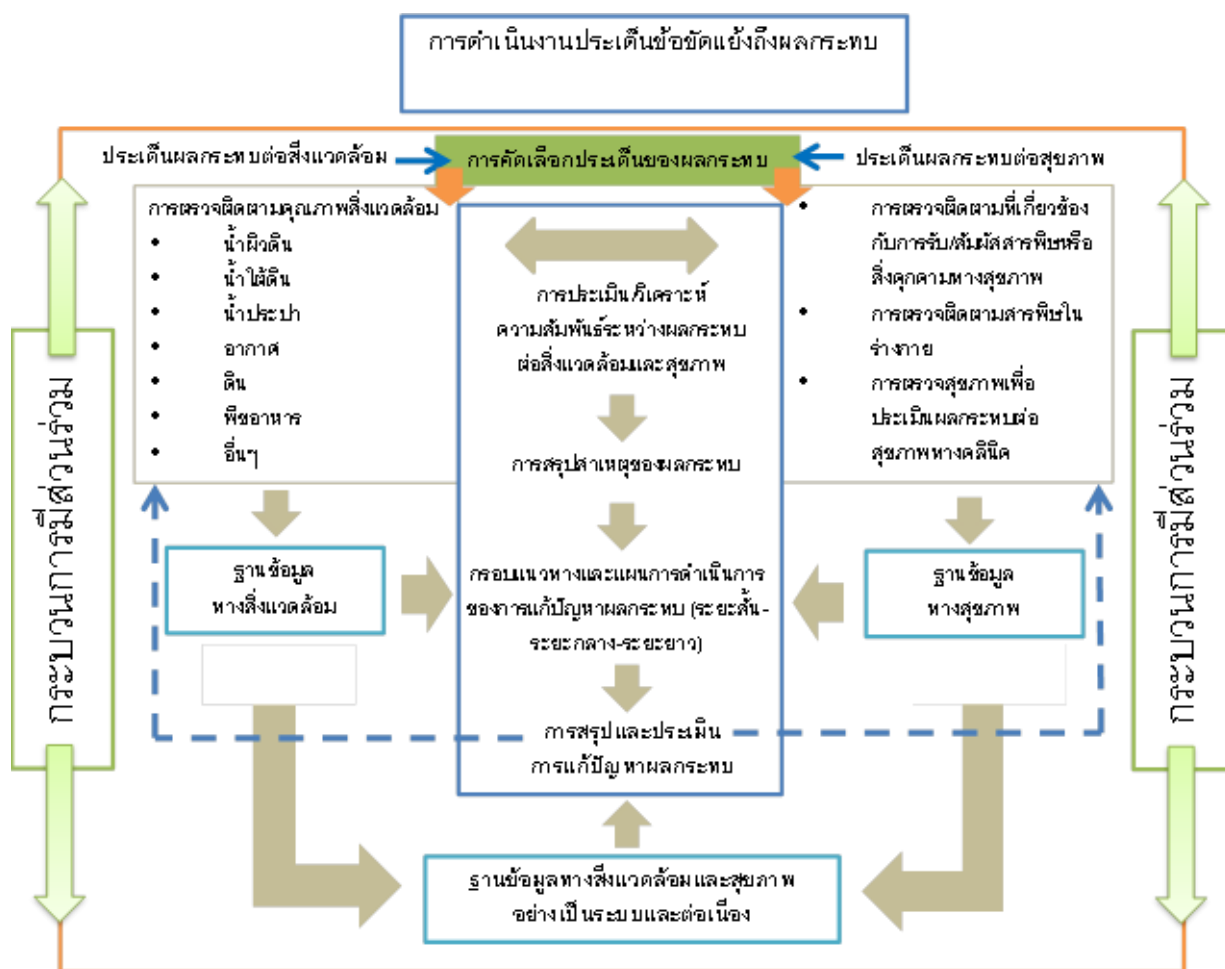 การดำเนินงานประเด็นข้อขัดแย้งถึงผลกระทบ
ประเด็นผลกระทบต่อสิ่งแวดล้อม
การคัดเลือกประเด็นของผลกระทบ
ประเด็นผลกระทบต่อสุขภาพ
การตรวจติดตามคุณภาพสิ่งแวดล้อม
• น้ำผิวดิน
• น้ำใต้ดิน
• น้ำประปา
• อากาศ
• ดิน
• พืชอาหาร
• อื่นๆ
การประเมิน/วิเคราะห์
ความสัมพันธ์ระหว่างผลกระทบ
ต่อสิ่งแวดล้อมและสุขภาพ
การสรุปสาเหตุของผลกระทบ
กรอบแนวทางและแผนการดำเนินการ
ของการแก้ปัญหาผลกระทบ (ระยะสั้น-
ระยะกลาง-ระยะยาว)
การสรุปและประเมิน
การแก้ปัญหาผลกระทบ
• การตรวจติดตามที่เกี่ยวข้อง
กับการรับ/สัมผัสสารพิษหรือ
สิ่งคุกคามทางสุขภาพ
• การตรวจติดตามสารพิษใน
ร่างกาย
• การตรวจสุขภาพเพื่อ
ประเมินผลกระทบต่อ
สุขภาพทางคลินิค
ฐานข้อมูล
ทางสิ่งแวดล้อม
ฐานข้อมูล
ทางสุขภาพ
ฐานข้อมูลทางสิ่งแวดล้อมและสุขภาพ
อย่างเป็นระบบและต่อเนื่อง
กระบวนการมีส่วนร่วม
กระบวนการมีส่วนร่วม